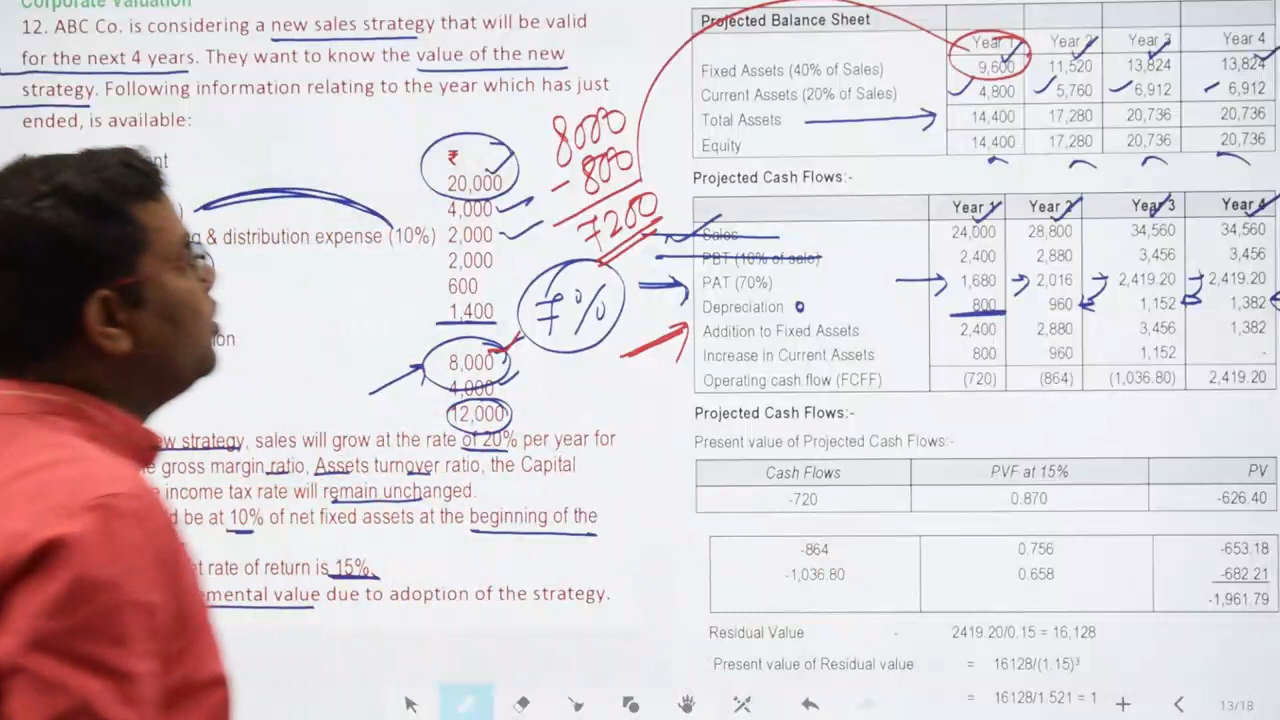 Corporate Valuation
12. ABC Co. is considering a new sales strategy that will be valid
for the next 4 years. They want to know the value of the new
strategy. Following information relating to the year which has just
ended, is available:
₹
20,000
4,000
& distribution expense (10%) 2,000
2,000
600
1,400
8,000
4,000
12,000
strategy, sales will grow at the rate of 20% per year for
gross margin ratio, Assets turnover ratio, the Capital
income tax rate will remain unchanged.
be at 10% of net fixed assets at the beginning of the
rate of return is 15%.
value due to adoption of the strategy.
8000
- 800
7200
7%
Projected Balance Sheet
Year 1 Year 2 Year 3 Year 4
Fixed Assets (40% of Sales) 9,600 11,520 13,824 13,824
Current Assets (20% of Sales) 4,800 5,760 6,912 6,912
Total Assets 14,400 17,280 20,736 20,736
Equity 14,400 17,280 20,736 20,736
Projected Cash Flows:-
Year 1 Year 2 Year 3 Year 4
Sales 24,000 28,800 34,560 34,560
PBT (10% of sale) 2,400 2,880 3,456 3,456
PAT (70%) 1,680 2,016 2,419.20 2,419.20
Depreciation 800 960 1,152 1,382
Addition to Fixed Assets 2,400 2,880 3,456 1,382
Increase in Current Assets 800 960 1,152 -
Operating cash flow (FCFF) (720) (864) (1,036.80) 2,419.20
Projected Cash Flows:-
Present value of Projected Cash Flows:-
Cash Flows PVF at 15% PV
-720 0.870 -626.40
-864 0.756 -653.18
-1,036.80 0.658 -682.21
-1,961.79
Residual Value - 2419.20/0.15 = 16,128
Present value of Residual value = 16128/(1.15)³
= 16128/1.521 = 1
13/18